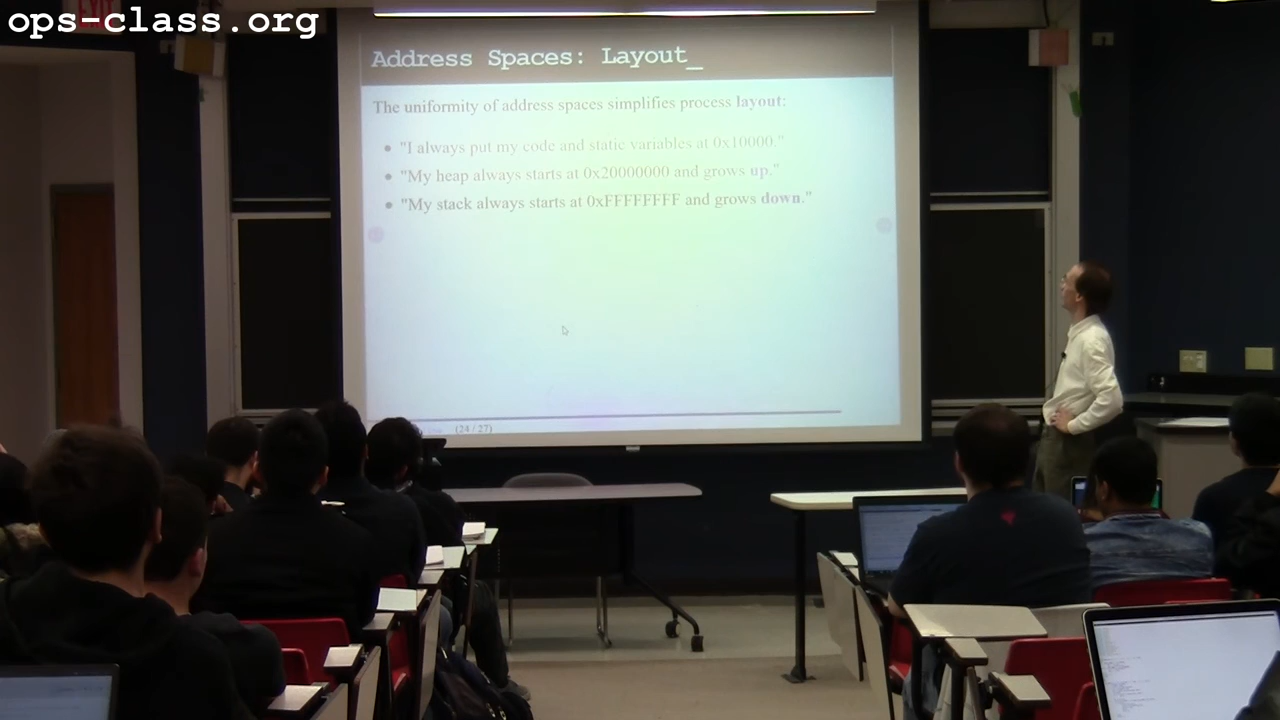 ops-class.org
EXIT
Address Spaces: Layout_
The uniformity of address spaces simplifies process layout:
"I always put my code and static variables at 0x10000."
"My heap always starts at 0x20000000 and grows up."
"My stack always starts at 0xFFFFFFFF and grows down."
(24 / 27)